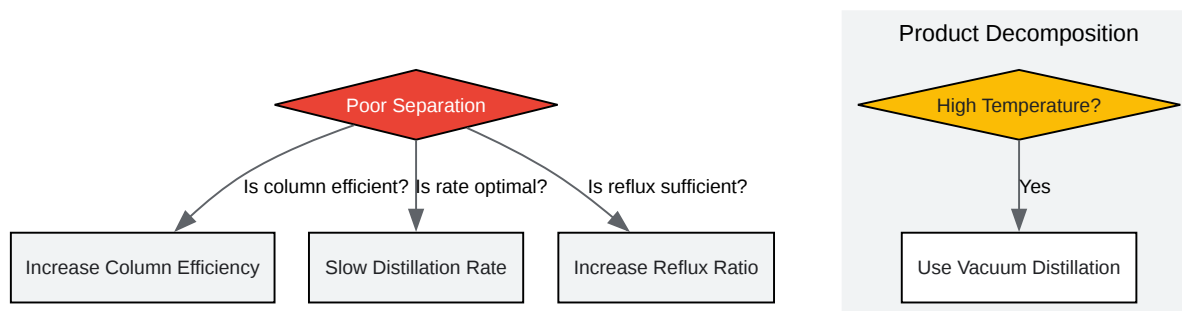 Product Decomposition
Poor Separation
High Temperature?
Is column efficient?
Is rate optimal?
Is reflux sufficient?
Yes
Increase Column Efficiency
Slow Distillation Rate
Increase Reflux Ratio
Use Vacuum Distillation